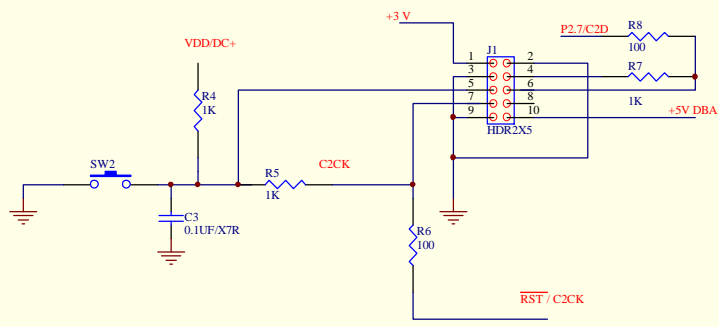 +3 V
P2.7/C2D
R8
100
VDD/DC+
J1
1
2
3
4
R7
5
6
1K
7
8
9
10
+5V DBA
HDR2X5
R4
1K
SW2
C2CK
R5
1K
C3
0.1UF/X7R
R6
100
RST / C2CK